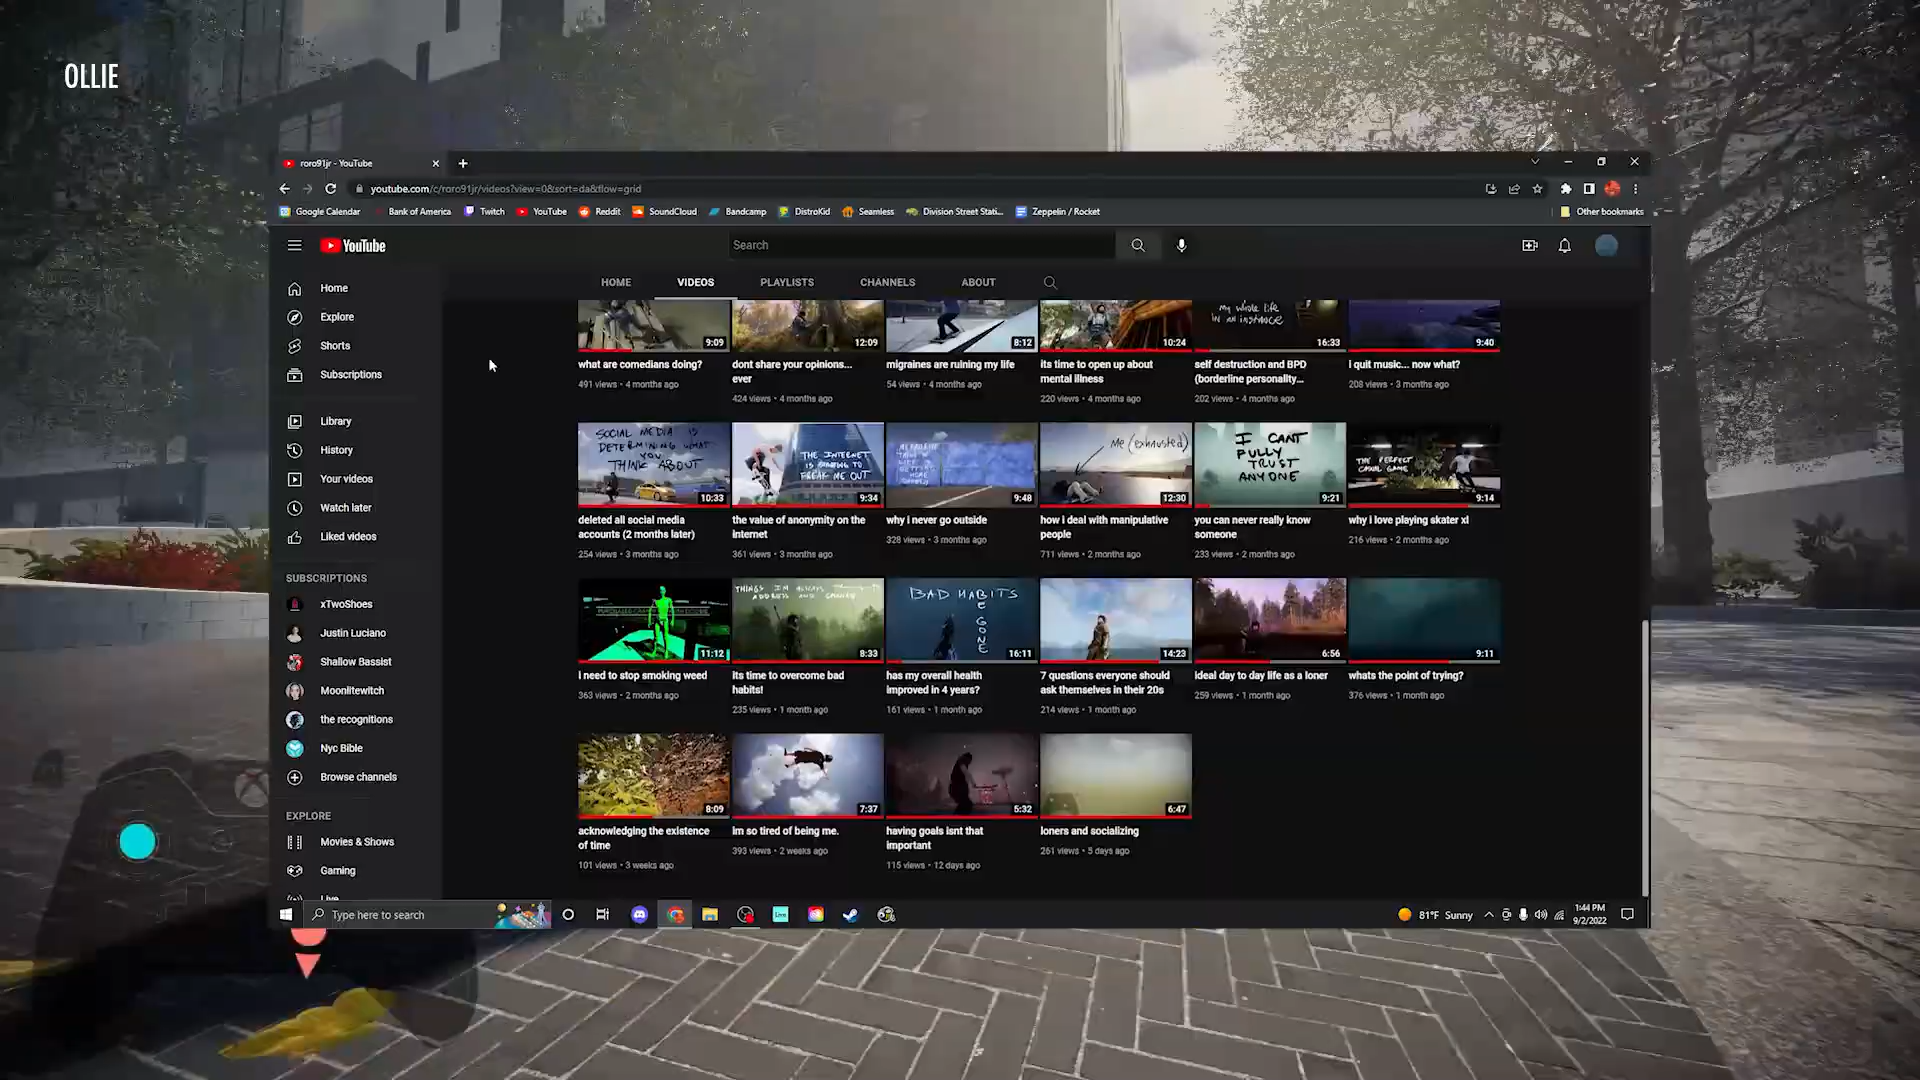 OLLIE
roro91jr - YouTube
youtube.com/c/roro91jr/videos?view=0&sort=da&flow=grid
Google Calendar
Bank of America
Twitch
YouTube
Reddit
SoundCloud
Bandcamp
DistroKid
Seamless
Division Street Stati...
Zeppelin / Rocket
Other bookmarks
YouTube
Search
HOME
VIDEOS
PLAYLISTS
CHANNELS
ABOUT
Home
Explore
Shorts
Subscriptions
Library
History
Your videos
Watch later
Liked videos
SUBSCRIPTIONS
xTwoShoes
Justin Luciano
Shallow Bassist
Moonlitewitch
the recognitions
Nyc Bible
Browse channels
EXPLORE
Movies & Shows
Gaming
Live
9:09
what are comedians doing?
491 views • 4 months ago
12:09
dont share your opinions...
ever
424 views • 4 months ago
8:12
migraines are ruining my life
54 views • 4 months ago
10:24
its time to open up about
mental illness
220 views • 4 months ago
my whole life
in an instance
16:33
self destruction and BPD
(borderline personality...
202 views • 4 months ago
9:40
I quit music... now what?
208 views • 3 months ago
SOCIAL MEDIA IS
DETERMINING WHAT
YOU
THINK ABOUT
10:33
deleted all social media
accounts (2 months later)
254 views • 3 months ago
THE INTERNET
IS STARTING TO
FREAK ME OUT
9:34
the value of anonymity on the
internet
361 views • 3 months ago
9:48
why i never go outside
328 views • 3 months ago
Me (exhausted)
12:30
how i deal with manipulative
people
711 views • 2 months ago
I CANT
FULLY
TRUST
ANYONE
9:21
you can never really know
someone
233 views • 2 months ago
THE PERFECT
CASUAL GAME
9:14
why i love playing skater xl
216 views • 2 months ago
11:12
I need to stop smoking weed
363 views • 2 months ago
THINGS IM ALWAYS
ADDRESS AND CHANGE
8:33
its time to overcome bad
habits!
235 views • 1 month ago
BAD HABITS
BE GONE
16:11
has my overall health
improved in 4 years?
161 views • 1 month ago
14:23
7 questions everyone should
ask themselves in their 20s
214 views • 1 month ago
6:56
ideal day to day life as a loner
259 views • 1 month ago
9:11
whats the point of trying?
376 views • 1 month ago
8:09
acknowledging the existence
of time
101 views • 3 weeks ago
7:37
im so tired of being me.
393 views • 2 weeks ago
5:32
having goals isnt that
important
115 views • 12 days ago
6:47
loners and socializing
261 views • 5 days ago
Type here to search
Live
81°F Sunny
1:44 PM
9/2/2022